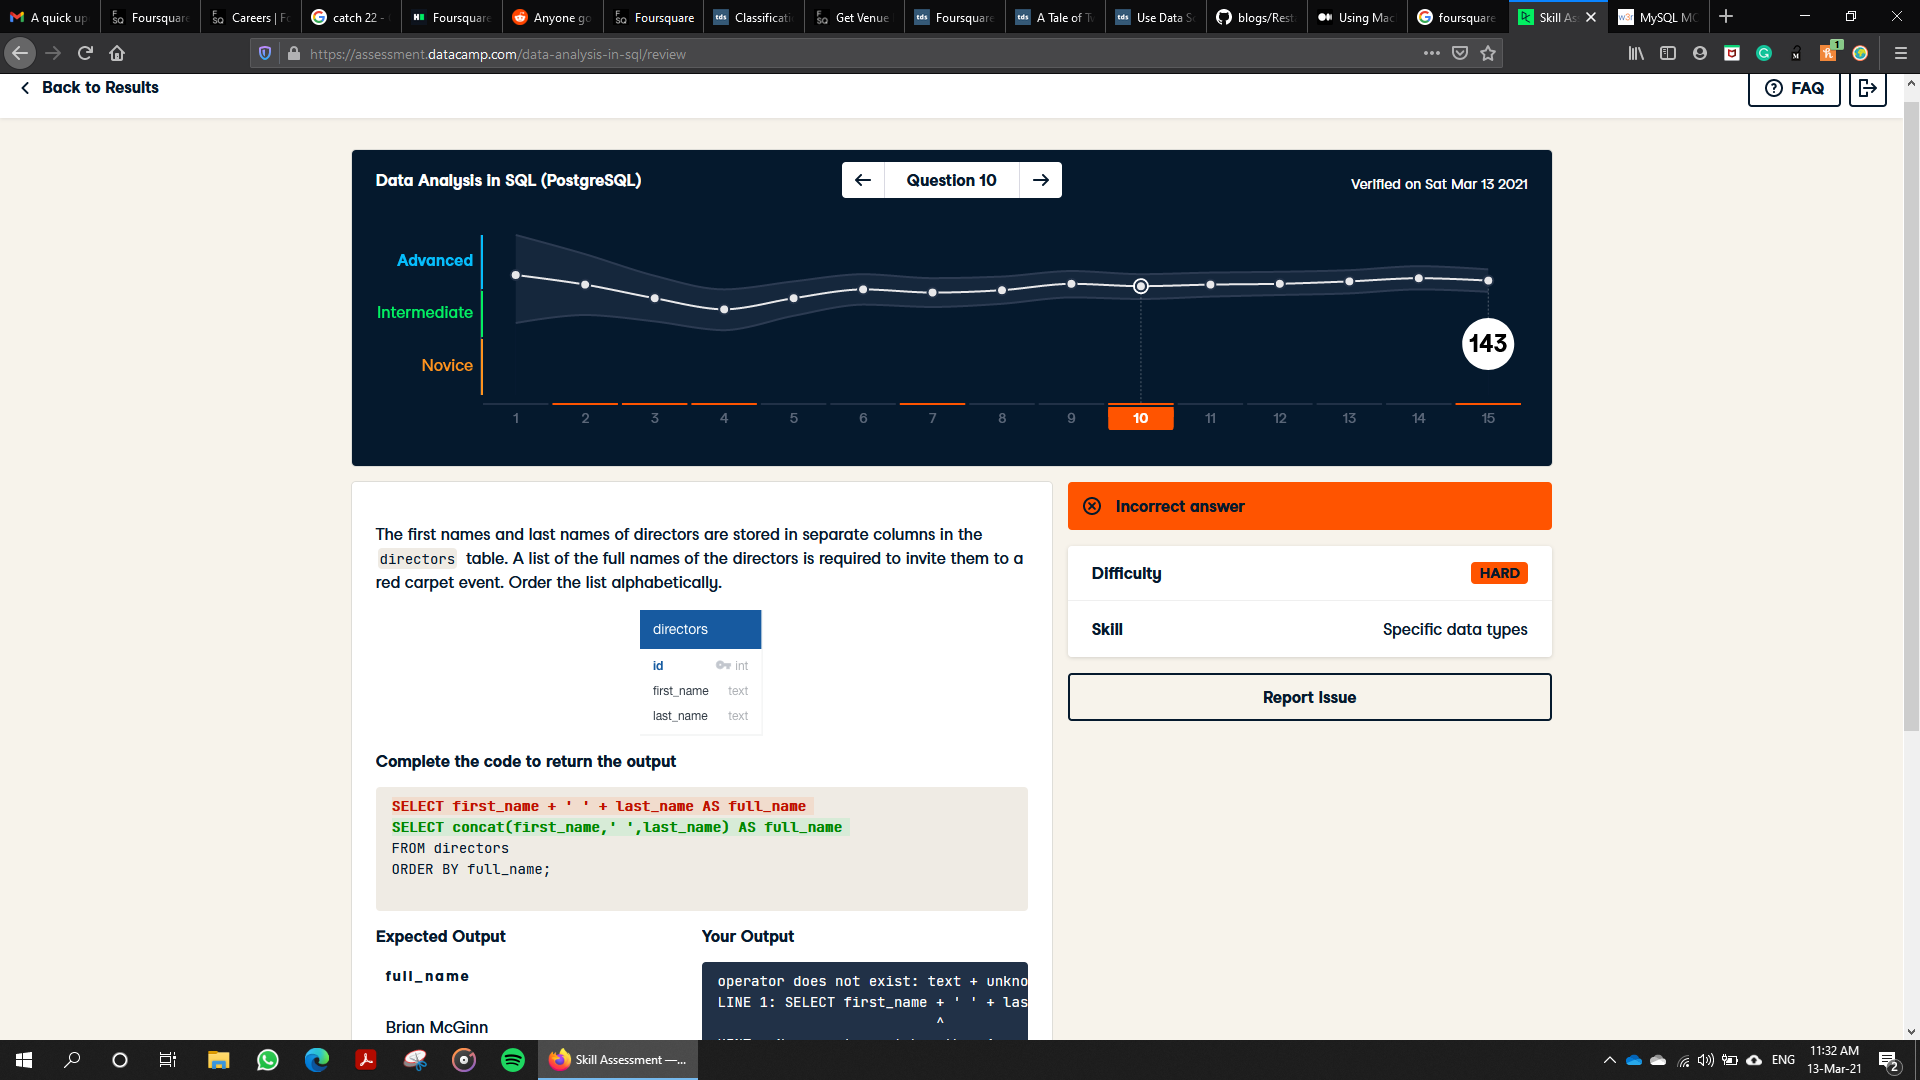 A quick up
Foursquare
Careers | Fo
catch 22 -
Foursquare
Anyone go
Foursquare
Classificati
Get Venue
Foursquare
A Tale of Tw
Use Data Sc
blogs/Resta
Using Mac
foursquare
Skill Ass
MySQL MO
https://assessment.datacamp.com/data-analysis-in-sql/review
1
Back to Results
FAQ
Data Analysis in SQL (PostgreSQL)
Question 10
Verified on Sat Mar 13 2021
Advanced
Intermediate
Novice
143
1 2 3 4 5 6 7 8 9 10 11 12 13 14 15
The first names and last names of directors are stored in separate columns in the
directors table. A list of the full names of the directors is required to invite them to a
red carpet event. Order the list alphabetically.
directors
id int
first_name text
last_name text
Complete the code to return the output
SELECT first_name + ' ' + last_name AS full_name
SELECT concat(first_name,' ',last_name) AS full_name
FROM directors
ORDER BY full_name;
Expected Output
full_name
Brian McGinn
Your Output
operator does not exist: text + unkno
LINE 1: SELECT first_name + ' ' + las
^
Incorrect answer
Difficulty
HARD
Skill
Specific data types
Report Issue
Skill Assessment —...
ENG
11:32 AM
13-Mar-21
2